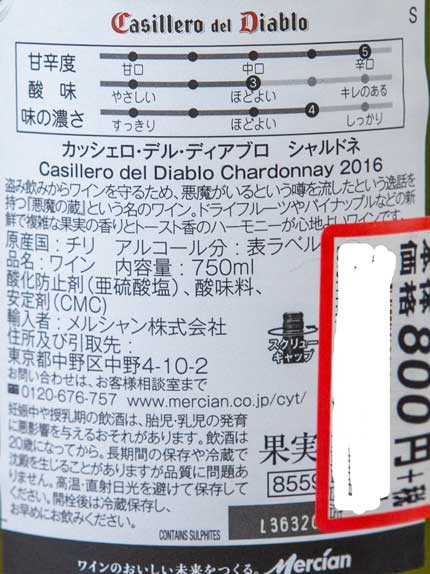 Casillero del Diablo
S
甘辛度 甘口 中口 5 辛口
酸味 やさしい 3 ほどよい キレのある
味の濃さ すっきり ほどよい 4 しっかり
カッシェロ・デル・ディアブロ シャルドネ
Casillero del Diablo Chardonnay 2016
盗み飲みからワインを守るため、悪魔がいるという噂を流したという逸話を
持つ『悪魔の蔵』という名のワイン。ドライフルーツやパイナップルなどの新
鮮で複雑な果実の香りとトースト香のハーモニーが心地よいワインです。
原産国:チリ アルコール分:表ラベル
品名:ワイン 内容量:750ml
酸化防止剤(亜硫酸塩)、酸味料、
安定剤(CMC)
輸入者:メルシャン株式会社
住所及び引取先:
東京都中野区中野4-10-2
お問い合わせは、お客様相談室まで
0120-676-757 www.mercian.co.jp/cyt/
スクリュー
キャップ
妊娠中や授乳期の飲酒は、胎児・乳児の発育
に悪影響を与えるおそれがあります。飲酒は
20歳になってから。長期間の保存や冷蔵で
沈殿を生じることがありますが品質に問題あ
りません。高温・直射日光を避けて保存して
ください。開栓後は冷蔵保存し、
お早めにお飲みください。
果実
8559
L36320
CONTAINS SULPHITES
本体
価格
800円+税
ワインのおいしい未来をつくる。 Mercian